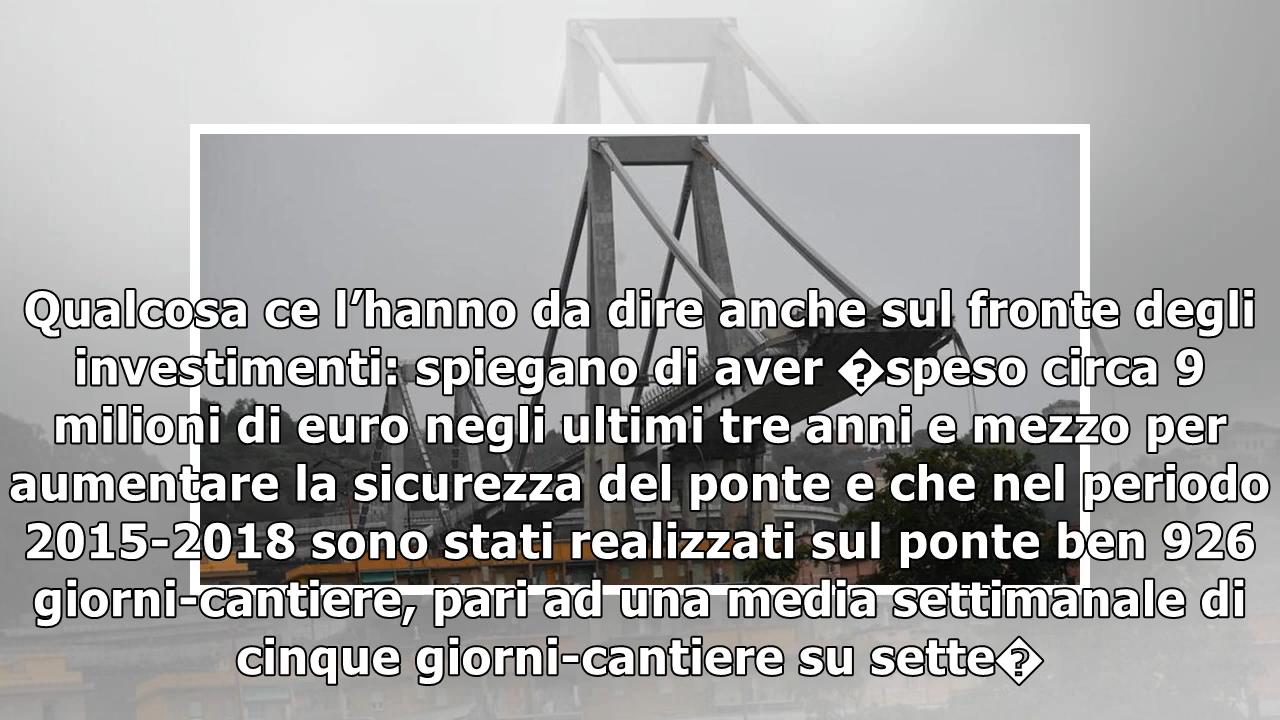 Qualcosa ce l’hanno da dire anche sul fronte degli
investimenti: spiegano di aver �speso circa 9
milioni di euro negli ultimi tre anni e mezzo per
aumentare la sicurezza del ponte e che nel periodo
2015-2018 sono stati realizzati sul ponte ben 926
giorni-cantiere, pari ad una media settimanale di
cinque giorni-cantiere su sette�